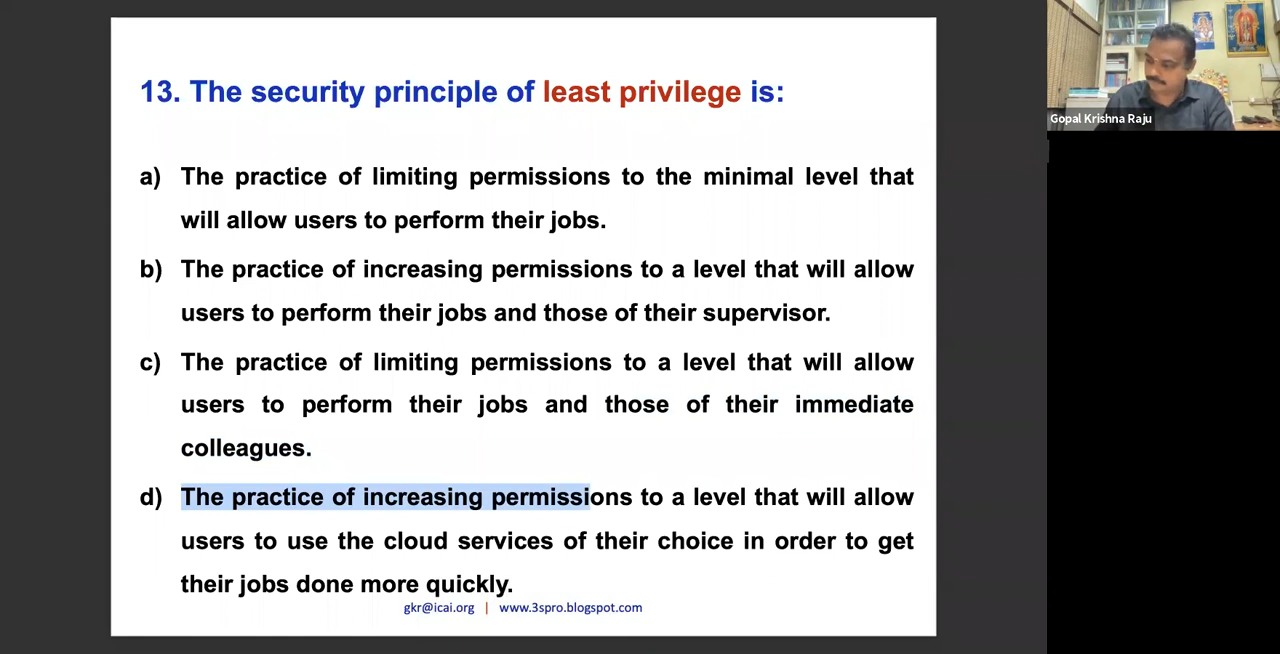 13. The security principle of least privilege is:
a) The practice of limiting permissions to the minimal level that
will allow users to perform their jobs.
b) The practice of increasing permissions to a level that will allow
users to perform their jobs and those of their supervisor.
c) The practice of limiting permissions to a level that will allow
users to perform their jobs and those of their immediate
colleagues.
d) The practice of increasing permissions to a level that will allow
users to use the cloud services of their choice in order to get
their jobs done more quickly.
gkr@icai.org | www.3spro.blogspot.com
Gopal Krishna Raju